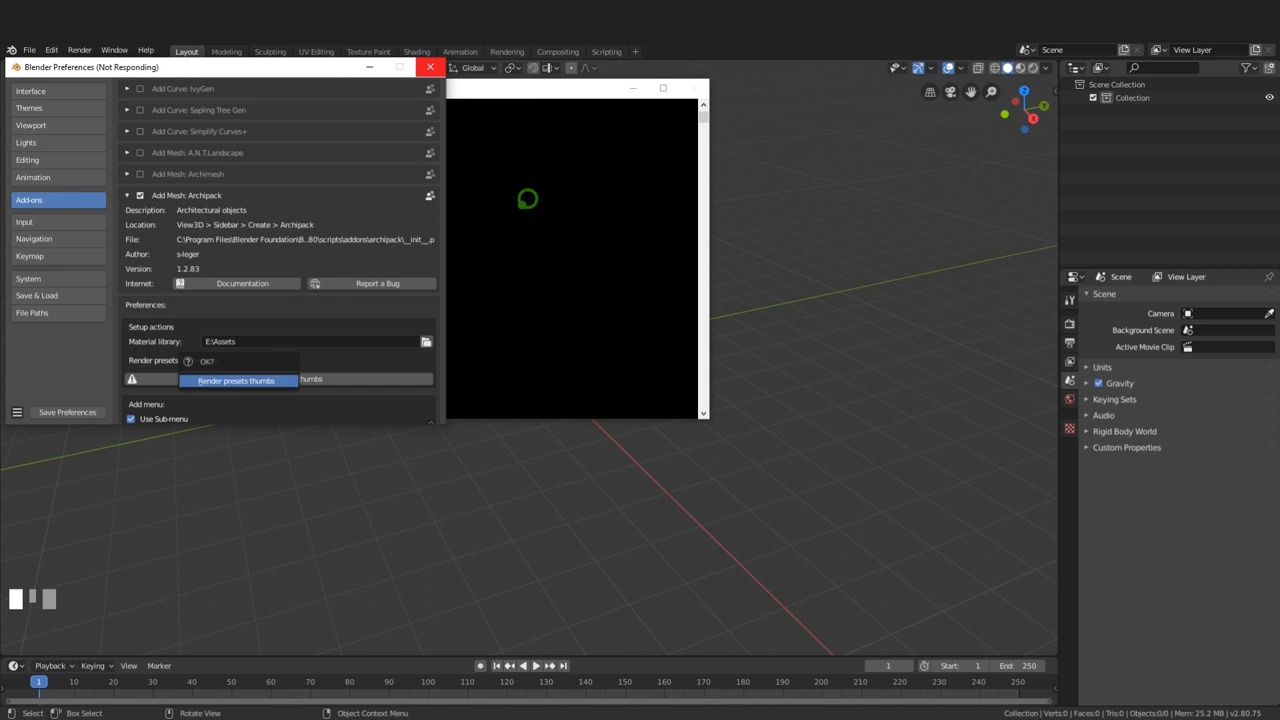 File Edit Render Window Help Layout Modeling Sculpting UV Editing Texture Paint Shading Animation Rendering Compositing Scripting + Scene View Layer
Blender Preferences (Not Responding)
Global
Interface
Themes
Viewport
Lights
Editing
Animation
Add-ons
Input
Navigation
Keymap
System
Save & Load
File Paths
Save Preferences
Add Curve: IvyGen
Add Curve: Sapling Tree Gen
Add Curve: Simplify Curves+
Add Mesh: A.N.T.Landscape
Add Mesh: Archimesh
Add Mesh: Archipack
Description: Architectural objects
Location: View3D > Sidebar > Create > Archipack
File: C:\Program Files\Blender Foundation\B..80\scripts\addons\archipack\__init__.p
Author: s-leger
Version: 1.2.83
Internet: Documentation Report a Bug
Preferences:
Setup actions
Material library: E:\Assets
Render presets OK?
Render presets thumbs humbs
Add menu:
Use Sub-menu
Z
Y
X
Scene Collection
Collection
Scene View Layer
Scene
Camera
Background Scene
Active Movie Clip
Units
Gravity
Keying Sets
Audio
Rigid Body World
Custom Properties
Playback Keying View Marker 1 Start: 1 End: 250
1 10 20 30 40 50 60 70 80 90 100 110 120 130 140 150 160 170 180 190 200 210 220 230 240 250
Select Box Select Rotate View Object Context Menu Collection | Verts:0 | Faces:0 | Tris:0 | Objects:0/0 | Mem: 25.2 MB | v2.80.75